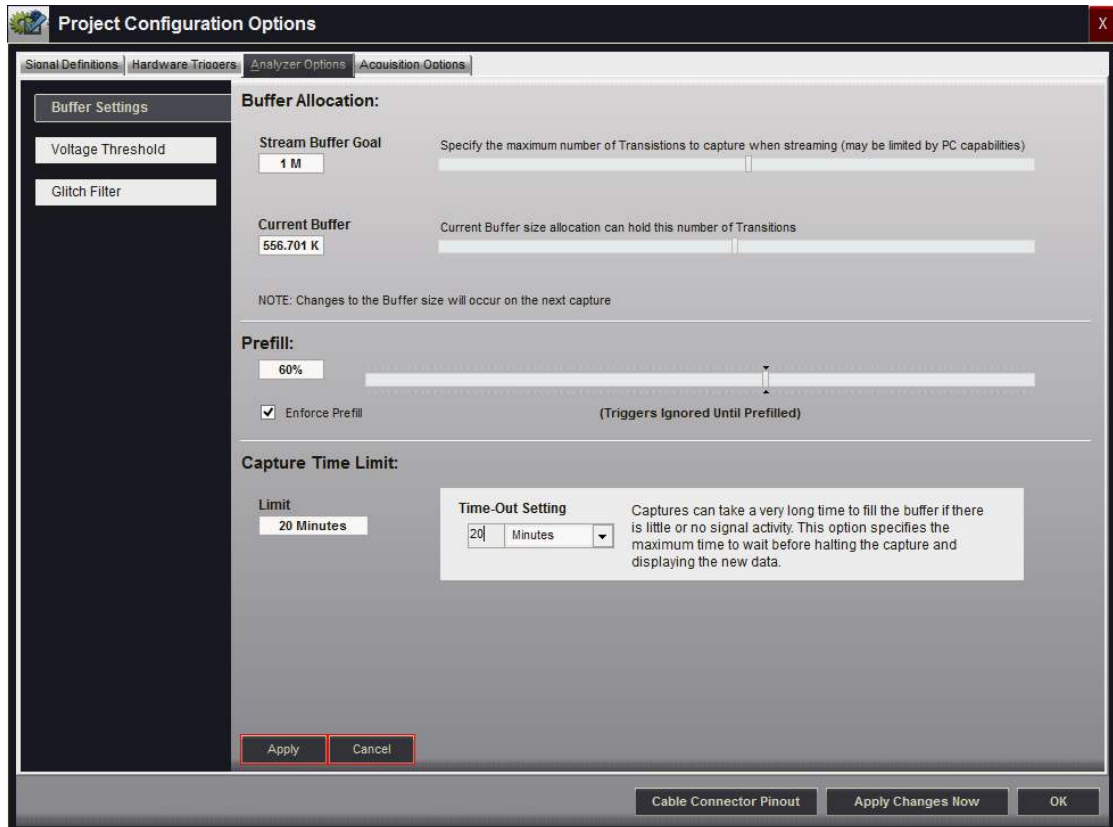 Project Configuration Options
X
Signal Definitions Hardware Triggers Analyzer Options Acquisition Options
Buffer Settings
Voltage Threshold
Glitch Filter
Buffer Allocation:
Stream Buffer Goal
1 M
Specify the maximum number of Transistions to capture when streaming (may be limited by PC capabilities)
Current Buffer
556.701 K
Current Buffer size allocation can hold this number of Transitions
NOTE: Changes to the Buffer size will occur on the next capture
Prefill:
60%
Enforce Prefill
(Triggers Ignored Until Prefilled)
Capture Time Limit:
Limit
20 Minutes
Time-Out Setting
20 Minutes
Captures can take a very long time to fill the buffer if there
is little or no signal activity. This option specifies the
maximum time to wait before halting the capture and
displaying the new data.
Apply Cancel
Cable Connector Pinout Apply Changes Now OK